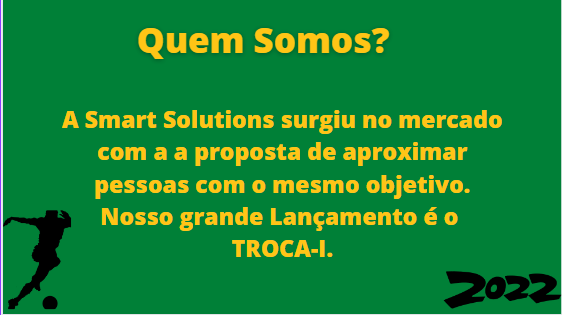 Quem Somos?
A Smart Solutions surgiu no mercado
com a a proposta de aproximar
pessoas com o mesmo objetivo.
Nosso grande Lançamento é o
TROCA-I.
2022